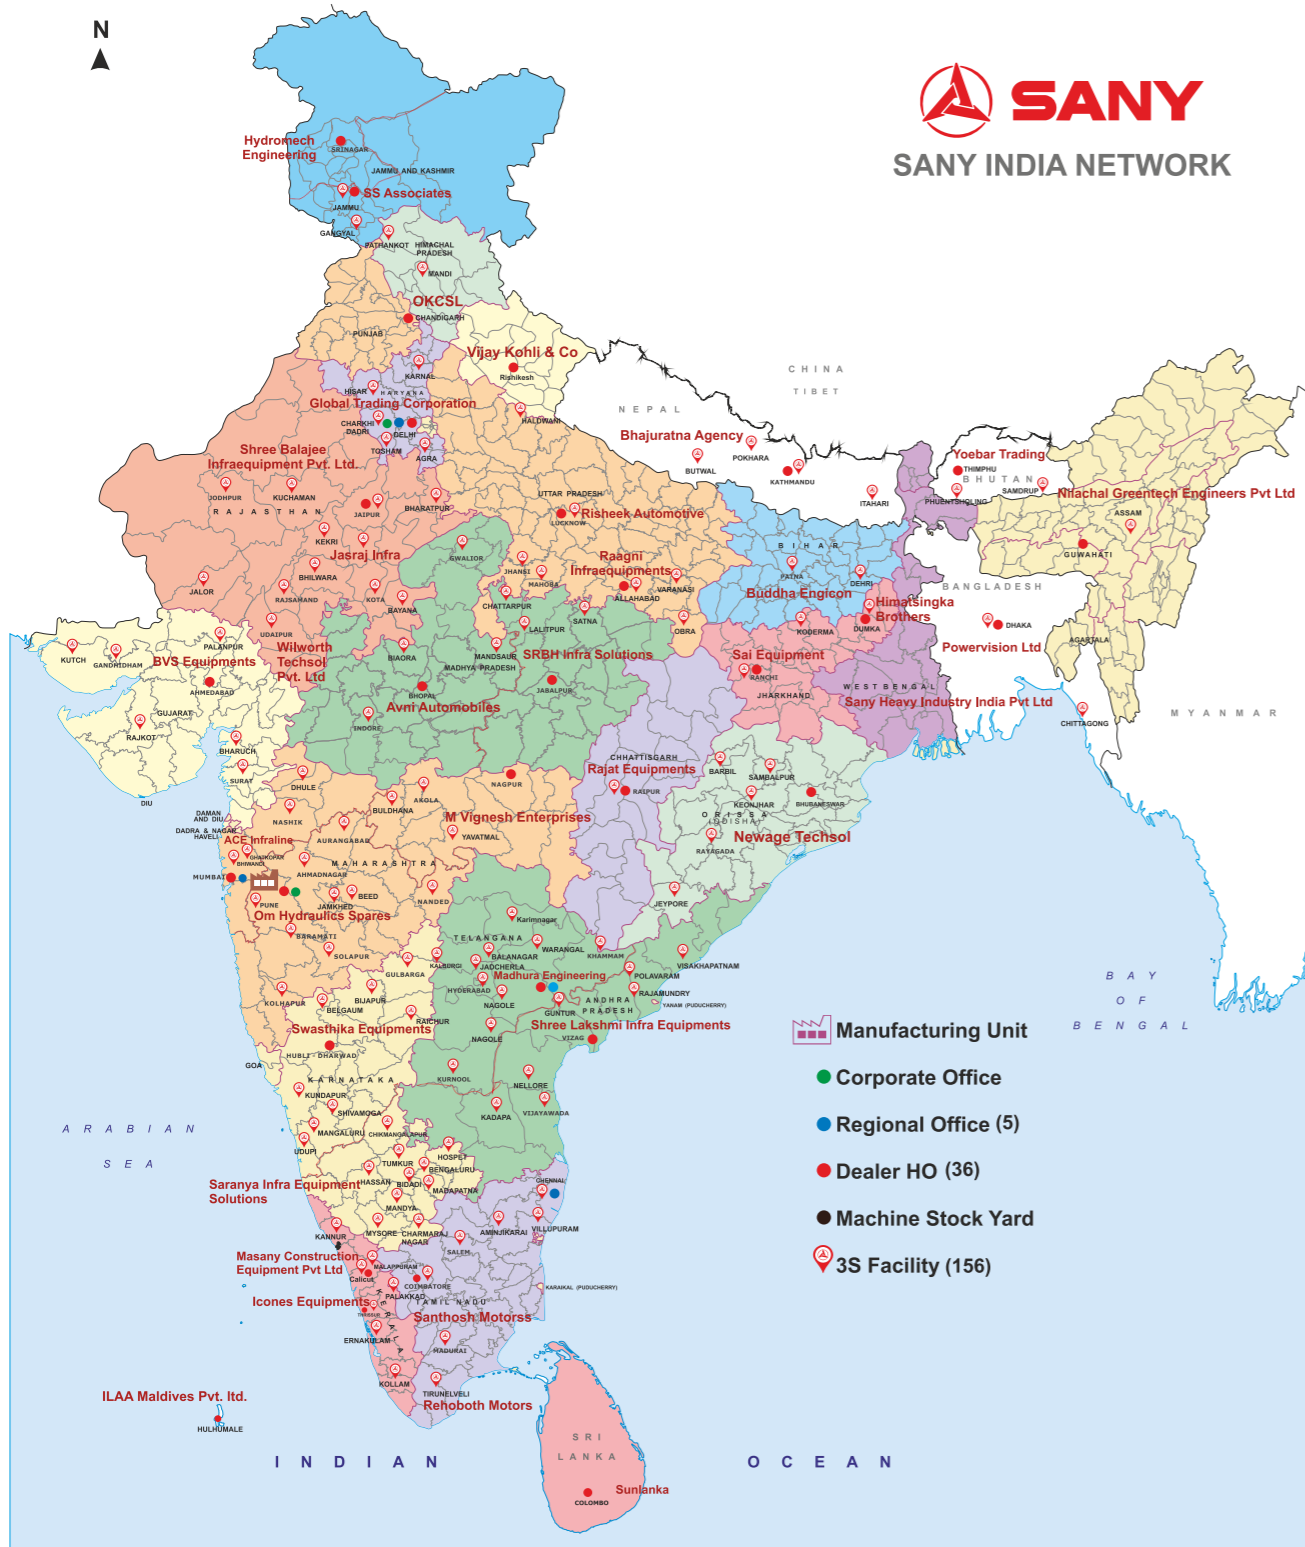 N
SANY
SANY INDIA NETWORK
Hydromech
Engineering
SRINAGAR
JAMMU AND KASHMIR
SS Associates
JAMMU
GANGYAL
PATHANKOT
HIMACHAL
PRADESH
MANDI
OKCSL
CHANDIGARH
PUNJAB
Vijay Kohli & Co
Rishikesh
KARNAL
HISAR
HARYANA
Global Trading Corporation
CHARKHI
DADRI
DELHI
TOSHAM
AGRA
HALDWANI
CHINA
TIBET
NEPAL
Bhajuratna Agency
POKHARA
BUTWAL
KATHMANDU
ITAHARI
Yoebar Trading
THIMPHU
BHUTAN
PHUENTSHOLING
SAMDRUP
Nilachal Greentech Engineers Pvt Ltd
ASSAM
GUWAHATI
Shree Balajee
Infraequipment Pvt. Ltd.
JODHPUR
KUCHAMAN
RAJASTHAN
JAIPUR
BHARATPUR
KEKRI
Jasraj Infra
BHILWARA
JALOR
RAJSAMAND
KOTA
BAYANA
UDAIPUR
Wilworth
Techsol
Pvt. Ltd
UTTAR PRADESH
LUCKNOW
Risheek Automotive
GWALIOR
JHANSI
MAHOBA
Raagni
Infraequipments
ALLAHABAD
VARANASI
CHATTARPUR
SATNA
OBRA
LALITPUR
BIHAR
PATNA
DEHRI
Buddha Engicon
Himatsingka
Brothers
DUMKA
KODERMA
BANGLADESH
DHAKA
Powervision Ltd
AGARTALA
CHITTAGONG
MYANMAR
KUTCH
GANDHIDHAM
PALANPUR
BVS Equipments
AHMEDABAD
GUJARAT
RAJKOT
BHARUCH
SURAT
DIU
BIAORA
MANDSAUR
MADHYA PRADESH
SRBH Infra Solutions
BHOPAL
JABALPUR
Avni Automobiles
INDORE
Sai Equipment
RANCHI
JHARKHAND
WEST BENGAL
Sany Heavy Industry India Pvt Ltd
CHHATTISGARH
Rajat Equipments
RAIPUR
BARBIL
SAMBALPUR
KEONJHAR
BHUBANESWAR
ORISSA
(ODISHA)
Newage Techsol
RAYAGADA
JEYPORE
DHULE
NAGPUR
BULDHANA
AKOLA
NASHIK
M Vignesh Enterprises
YAVATMAL
DAMAN
AND DIU
DADRA & NAGAR
HAVELI
AURANGABAD
ACE Infraline
GHATKOPAR
BHIWANDI
AHMADNAGAR
MAHARASHTRA
MUMBAI
PUNE
JAMKHED
BEED
NANDED
Om Hydraulics Spares
BARAMATI
SOLAPUR
KOLHAPUR
Karimnagar
TELANGANA
WARANGAL
BALANAGAR
JADCHERLA
KHAMMAM
VISAKHAPATNAM
POLAVARAM
Madhura Engineering
HYDERABAD
NAGOLE
RAJAMUNDRY
YANAM (PUDUCHERRY)
GUNTUR
ANDHRA
PRADESH
Shree Lakshmi Infra Equipments
VIZAG
NAGOLE
KURNOOL
NELLORE
KADAPA
VIJAYAWADA
GULBARGA
KALBURGI
BIJAPUR
BELGAUM
RAICHUR
Swasthika Equipments
HUBLI - DHARWAD
GOA
KARNATAKA
KUNDAPUR
SHIVAMOGA
MANGALURU
CHIKMANGALAPUR
UDUPI
HOSPET
TUMKUR
BENGALURU
HASSAN
BIDADI
MADAPATNA
MANDYA
Saranya Infra Equipment
Solutions
KANNUR
MYSORE
CHARMARAJ
NAGAR
CHENNAI
AMINJIKARAI
VILLUPURAM
SALEM
Masany Construction
Equipment Pvt Ltd
MALAPPURAM
Calicut
COIMBATORE
PALAKKAD
KARAIKAL (PUDUCHERRY)
Icones Equipments
THRISSUR
KERALA
TAMIL NADU
Santhosh Motorss
ERNAKULAM
MADURAI
KOLLAM
TIRUNELVELI
Rehoboth Motors
ILAA Maldives Pvt. ltd.
HULHUMALE
SRI
LANKA
Sunlanka
COLOMBO
ARABIAN
SEA
BAY
OF
BENGAL
INDIAN
OCEAN
Manufacturing Unit
Corporate Office
Regional Office (5)
Dealer HO (36)
Machine Stock Yard
3S Facility (156)